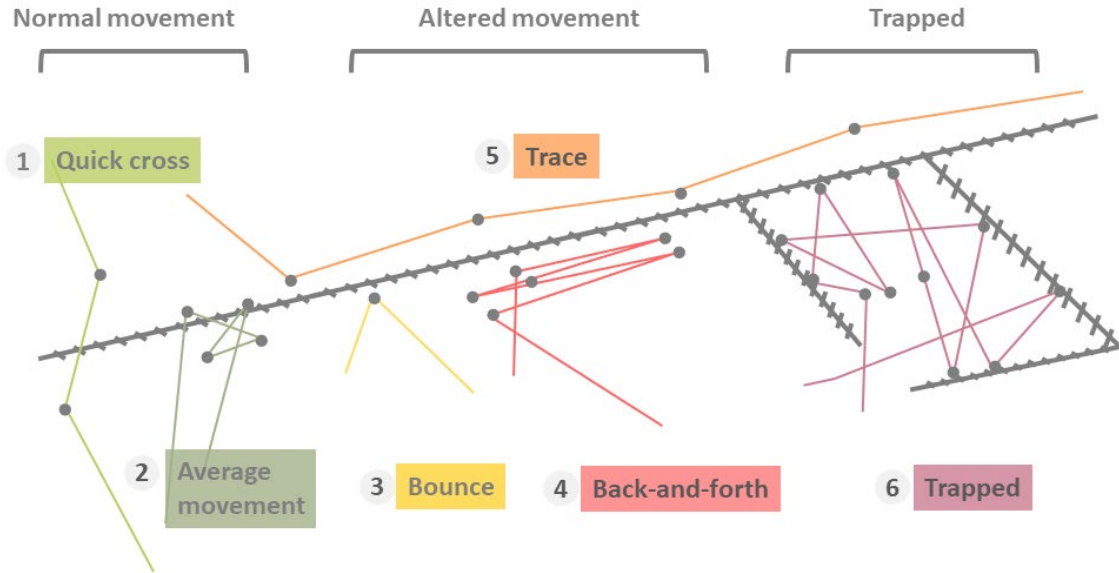 Normal movement
Altered movement
Trapped
1 Quick cross
5 Trace
2 Average
movement
3 Bounce
4 Back-and-forth
6 Trapped